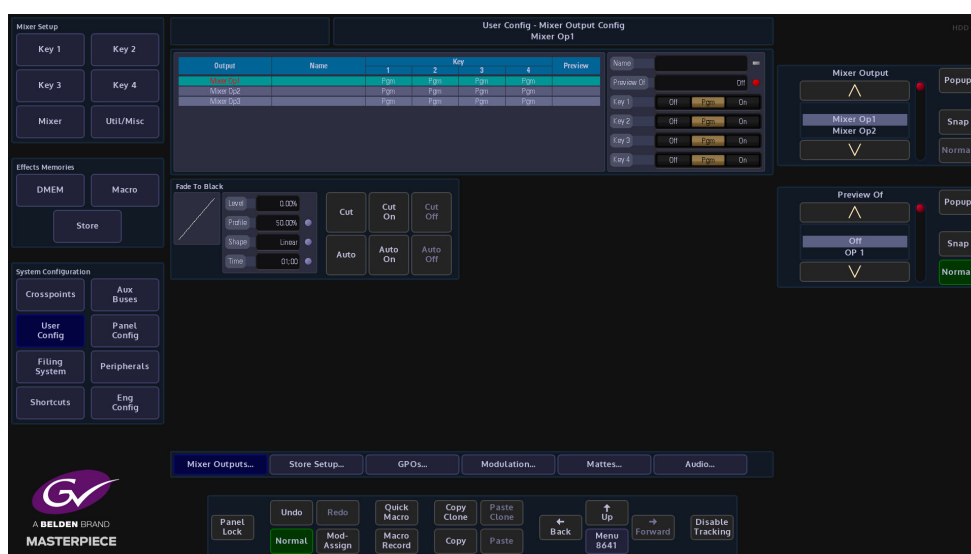 Mixer Setup
Key 1
Key 2
Key 3
Key 4
Mixer
Util/Misc
Effects Memories
DMEM
Macro
Store
System Configuration
Crosspoints
Aux
Buses
User
Config
Panel
Config
Filing
System
Peripherals
Shortcuts
Eng
Config
GV
A BELDEN BRAND
MASTERPIECE
User Config - Mixer Output Config
Mixer Op1
HDD
Output Name Key Preview
1 2 3 4
Mixer Op1 Pgm Pgm Pgm Pgm
Mixer Op2 Pgm Pgm Pgm Pgm
Mixer Op3 Pgm Pgm Pgm Pgm
Name
Preview Of Off
Key 1 Off Pgm On
Key 2 Off Pgm On
Key 3 Off Pgm On
Key 4 Off Pgm On
Fade To Black
Level 0.00%
Profile 50.00%
Shape Linear
Time 01:00
Cut
Cut
On
Cut
Off
Auto
Auto
On
Auto
Off
Mixer Output
Mixer Op1
Mixer Op2
Popup
Snap
Norma
Preview Of
Off
OP 1
Popup
Snap
Norma
Mixer Outputs...
Store Setup...
GPOs...
Modulation...
Mattes...
Audio...
Panel
Lock
Undo
Redo
Normal
Mod-
Assign
Quick
Macro
Macro
Record
Copy
Clone
Paste
Clone
Copy
Paste
Back
Up
Menu
8641
Forward
Disable
Tracking